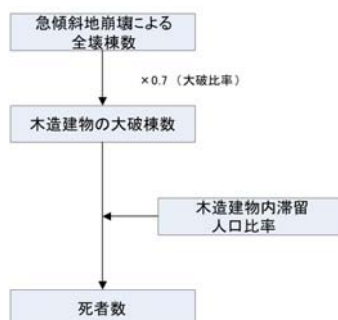 急傾斜地崩壊による
全壊棟数
×0.7 （大破比率）
木造建物の大破棟数
木造建物内滞留
人口比率
死者数